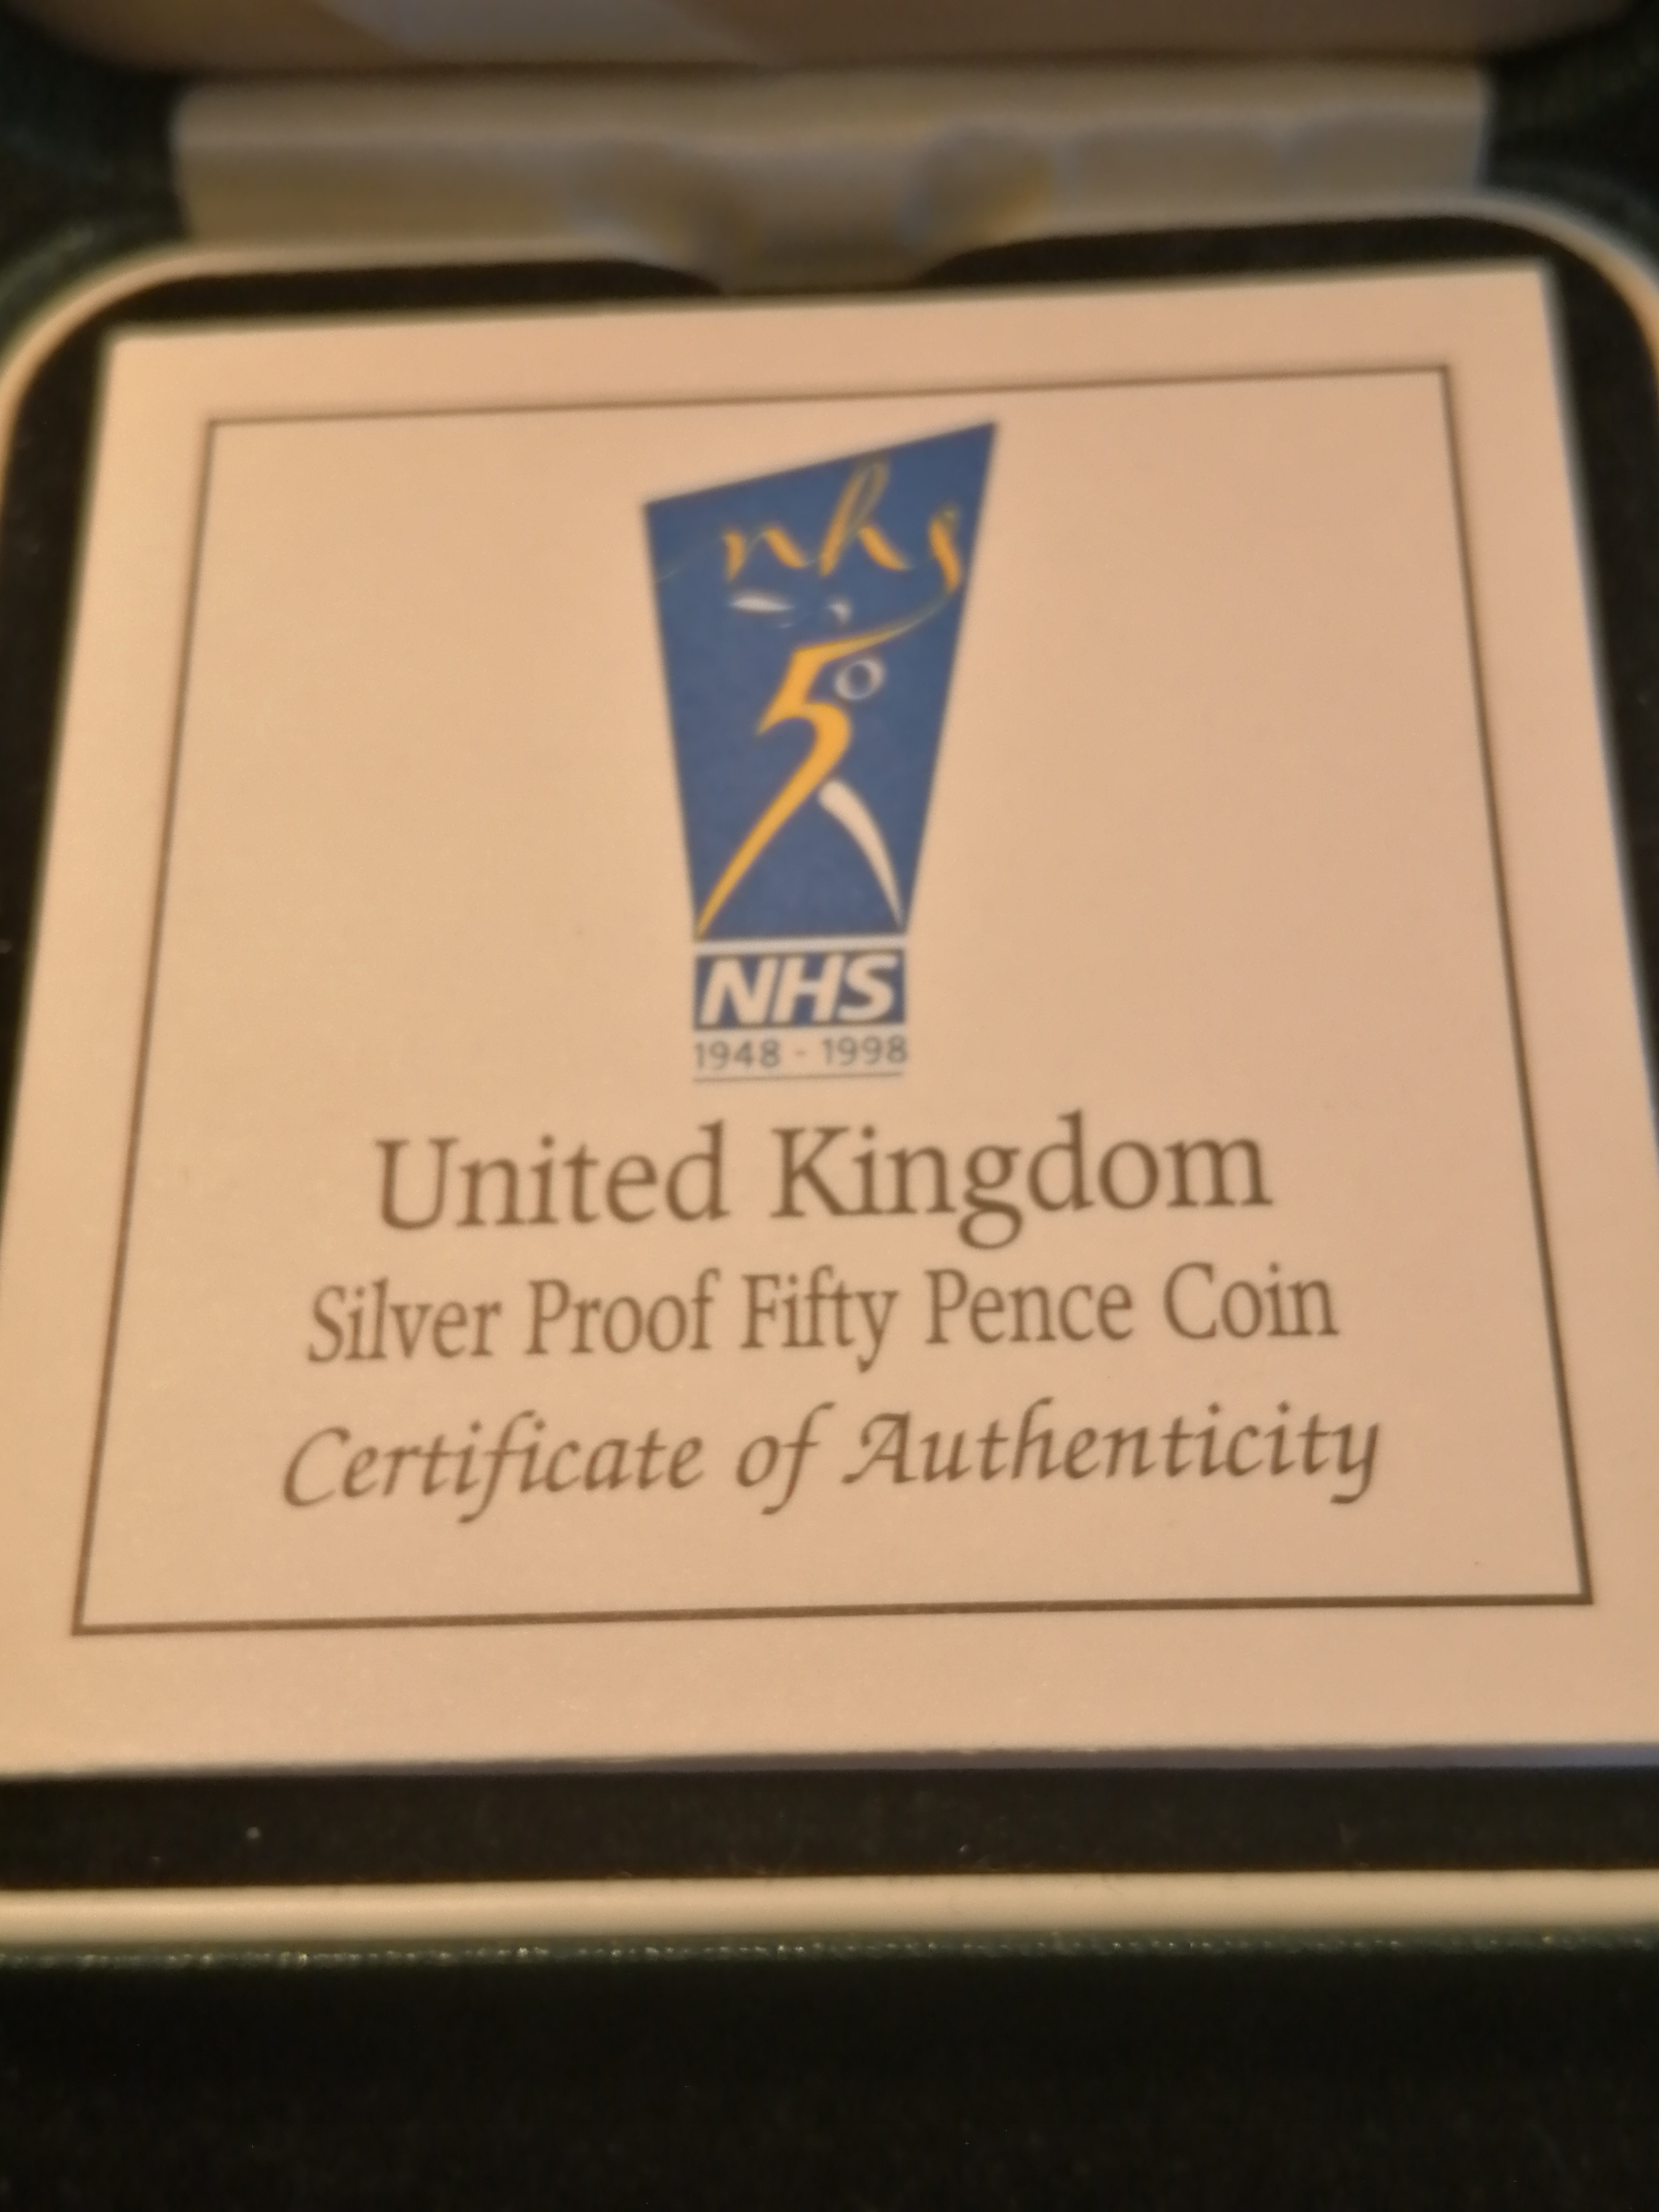 nhs
50
NHS
1948 - 1998
United Kingdom
Silver Proof Fifty Pence Coin
Certificate of Authenticity